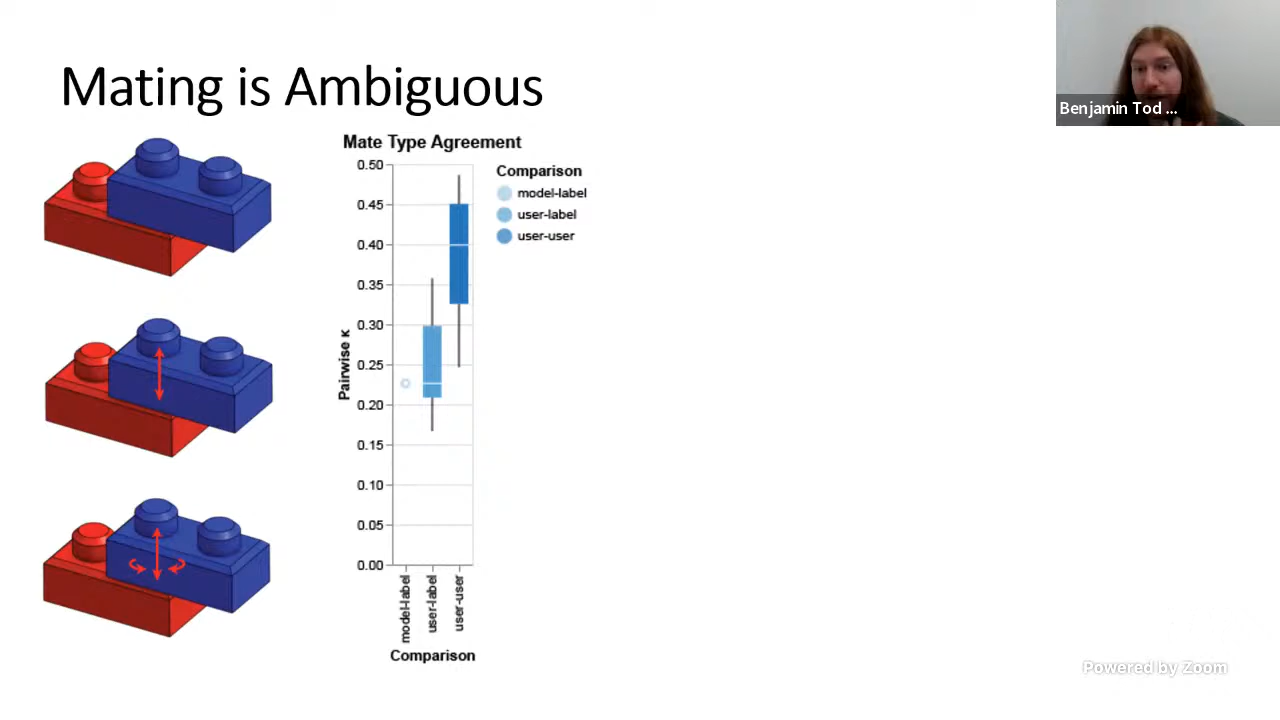 Mating is Ambiguous
Benjamin Tod ...
Mate Type Agreement
Comparison
model-label
user-label
user-user
Pairwise κ
0.50
0.45
0.40
0.35
0.30
0.25
0.20
0.15
0.10
0.05
0.00
model-label
user-label
user-user
Comparison
Powered by Zoom